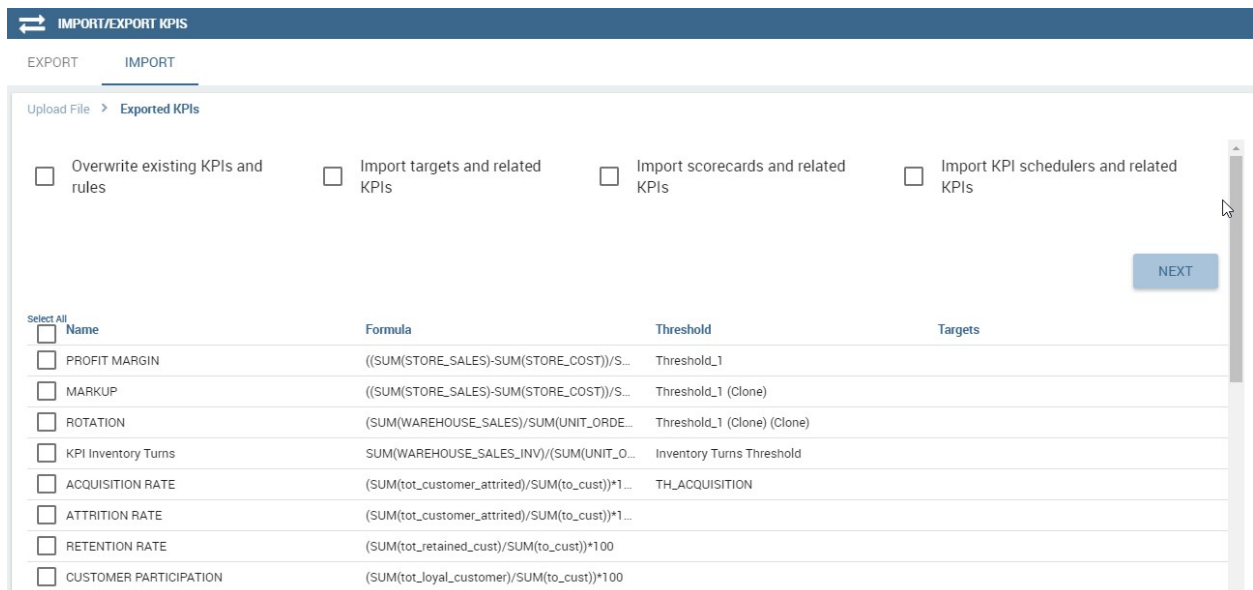 IMPORT/EXPORT KPIS
EXPORT IMPORT
Upload File > Exported KPIs
Overwrite existing KPIs and
rules
Import targets and related
KPIs
Import scorecards and related
KPIs
Import KPI schedulers and related
KPIs
NEXT
Select All
Name Formula Threshold Targets
PROFIT MARGIN ((SUM(STORE_SALES)-SUM(STORE_COST))/S... Threshold_1
MARKUP ((SUM(STORE_SALES)-SUM(STORE_COST))/S... Threshold_1 (Clone)
ROTATION (SUM(WAREHOUSE_SALES)/SUM(UNIT_ORDE... Threshold_1 (Clone) (Clone)
KPI Inventory Turns SUM(WAREHOUSE_SALES_INV)/(SUM(UNIT_O... Inventory Turns Threshold
ACQUISITION RATE (SUM(tot_customer_attrited)/SUM(to_cust))*1... TH_ACQUISITION
ATTRITION RATE (SUM(tot_customer_attrited)/SUM(to_cust))*1...
RETENTION RATE (SUM(tot_retained_cust)/SUM(to_cust))*100
CUSTOMER PARTICIPATION (SUM(tot_loyal_customer)/SUM(to_cust))*100